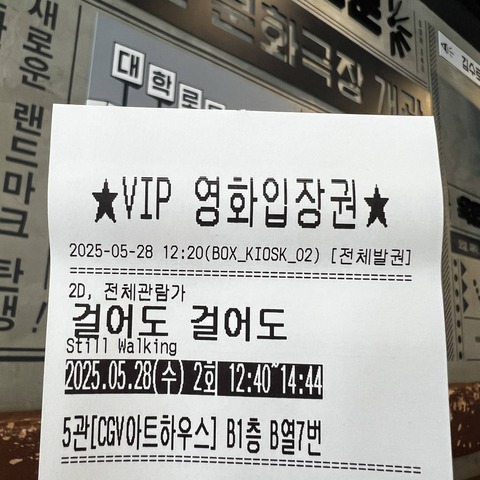 새로운 랜드마크 탄생!
문화극장 개관
대학로
★VIP 영화입장권★
2025-05-28 12:20(BOX_KIOSK_02) [전체발권]
2D, 전체관람가
걸어도 걸어도
Still Walking
2025.05.28(수) 2회 12:40~14:44
5관[CGV아트하우스] B1층 B열7번